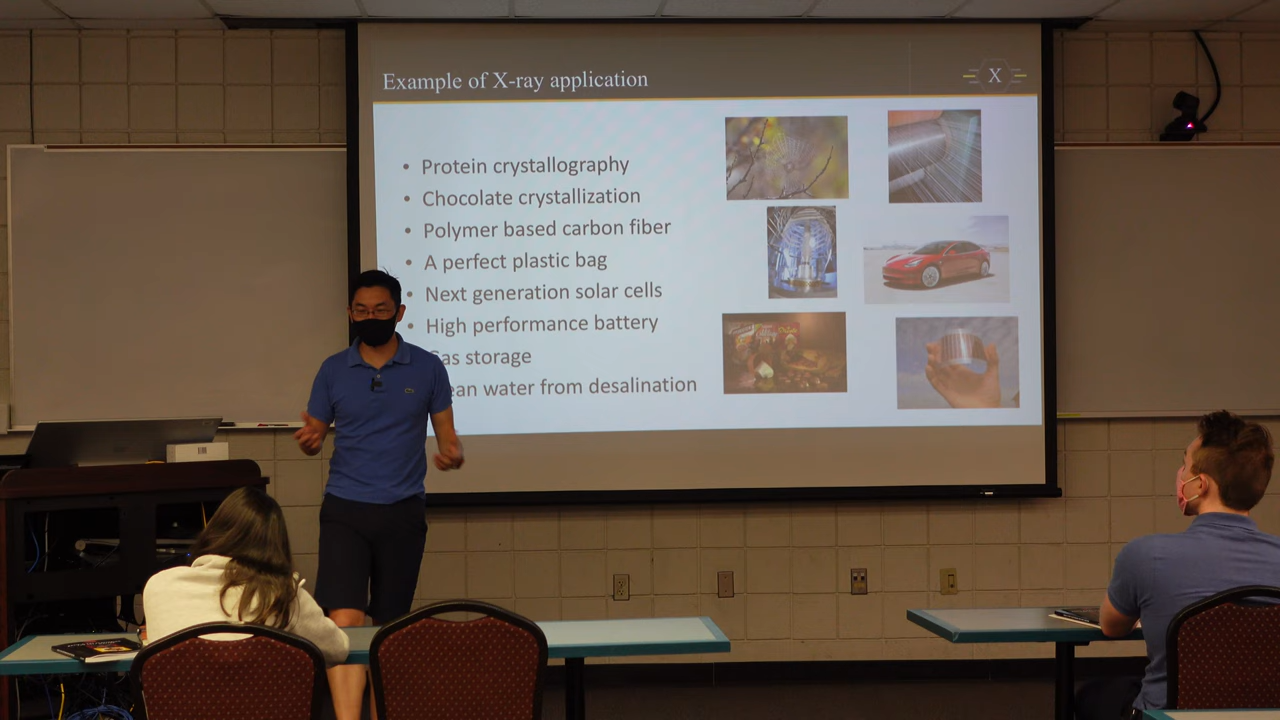 Example of X-ray application
X
• Protein crystallography
• Chocolate crystallization
• Polymer based carbon fiber
• A perfect plastic bag
• Next generation solar cells
• High performance battery
as storage
ean water from desalination